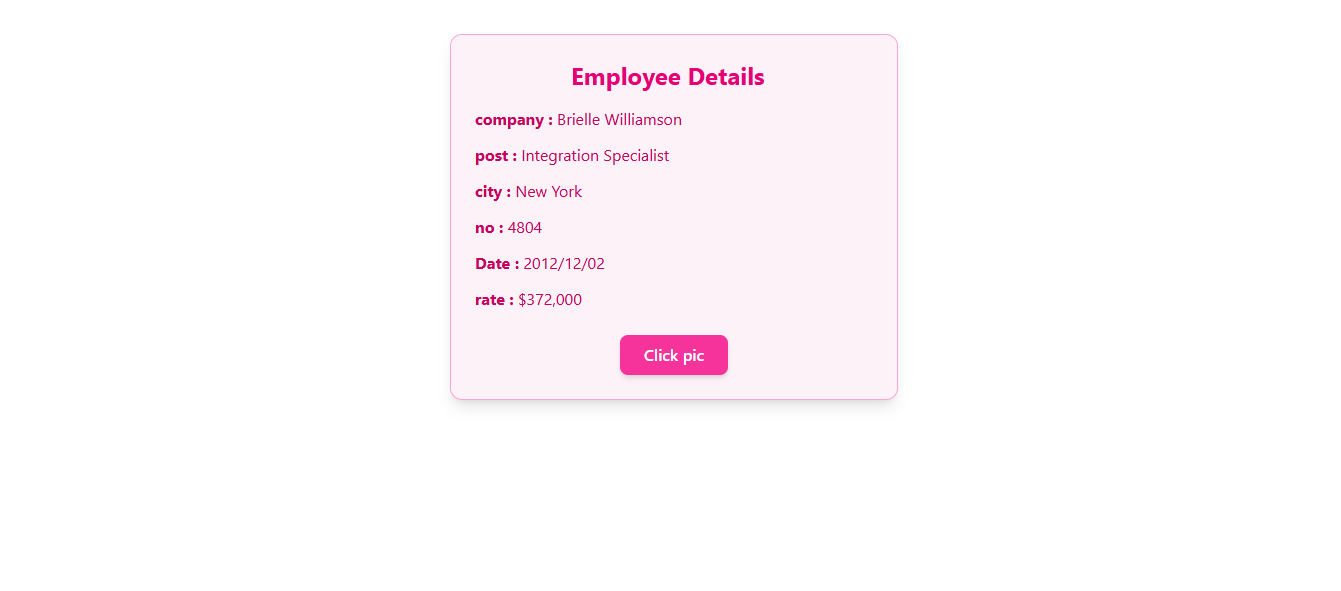 Employee Details
company : Brielle Williamson
post : Integration Specialist
city : New York
no : 4804
Date : 2012/12/02
rate : $372,000
Click pic